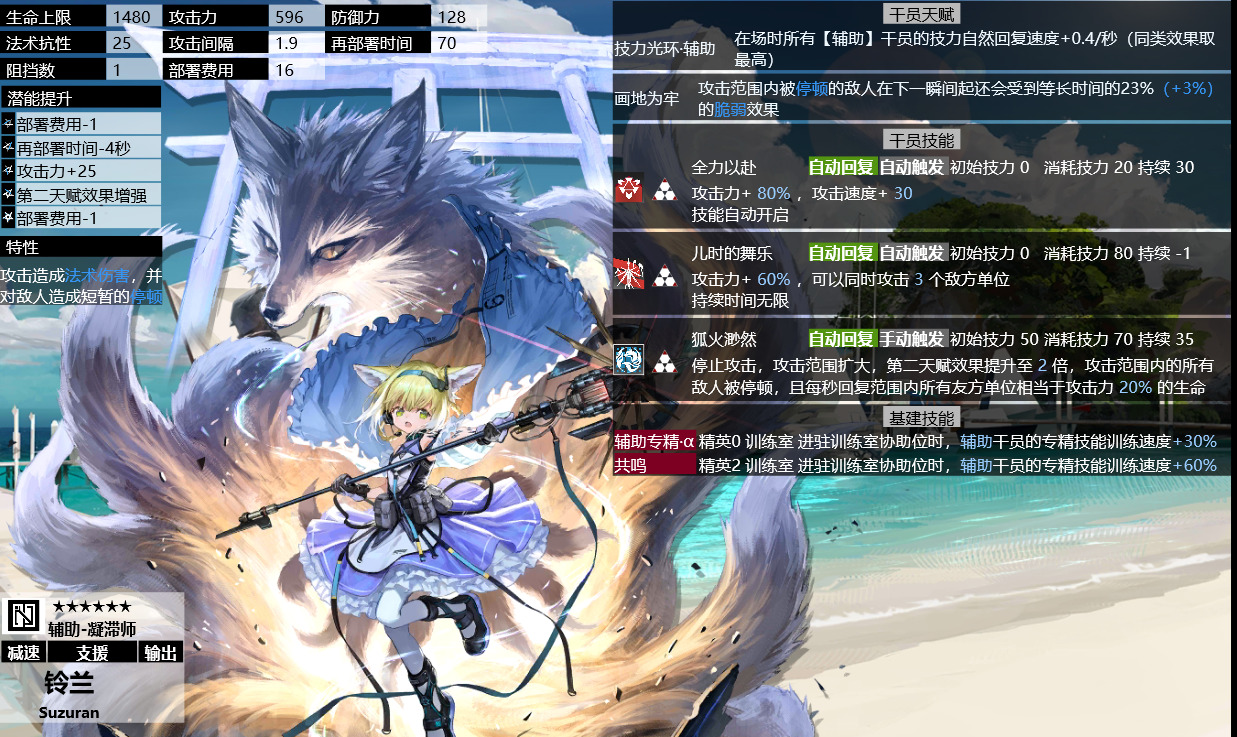 生命上限 1480 攻击力 596 防御力 128
法术抗性 25 攻击间隔 1.9 再部署时间 70
阻挡数 1 部署费用 16
潜能提升
部署费用-1
再部署时间-4秒
攻击力+25
第二天赋效果增强
部署费用-1
特性
攻击造成法术伤害，并
对敌人造成短暂的停顿
★★★★★★
辅助-凝滞师
减速 支援 输出
铃兰
Suzuran
干员天赋
技力光环·辅助
在场时所有【辅助】干员的技力自然回复速度+0.4/秒（同类效果取
最高）
画地为牢
攻击范围内被停顿的敌人在下一瞬间起还会受到等长时间的23%（+3%）
的脆弱效果
干员技能
全力以赴 自动回复 自动触发 初始技力 0 消耗技力 20 持续 30
攻击力+ 80% ，攻击速度+ 30
技能自动开启
儿时的舞乐 自动回复 自动触发 初始技力 0 消耗技力 80 持续 -1
攻击力+ 60% ，可以同时攻击 3 个敌方单位
持续时间无限
狐火渺然 自动回复 手动触发 初始技力 50 消耗技力 70 持续 35
停止攻击，攻击范围扩大，第二天赋效果提升至 2 倍，攻击范围内的所有
敌人被停顿，且每秒回复范围内所有友方单位相当于攻击力 20% 的生命
基建技能
辅助专精·α 精英0 训练室 进驻训练室协助位时，辅助干员的专精技能训练速度+30%
共鸣 精英2 训练室 进驻训练室协助位时，辅助干员的专精技能训练速度+60%